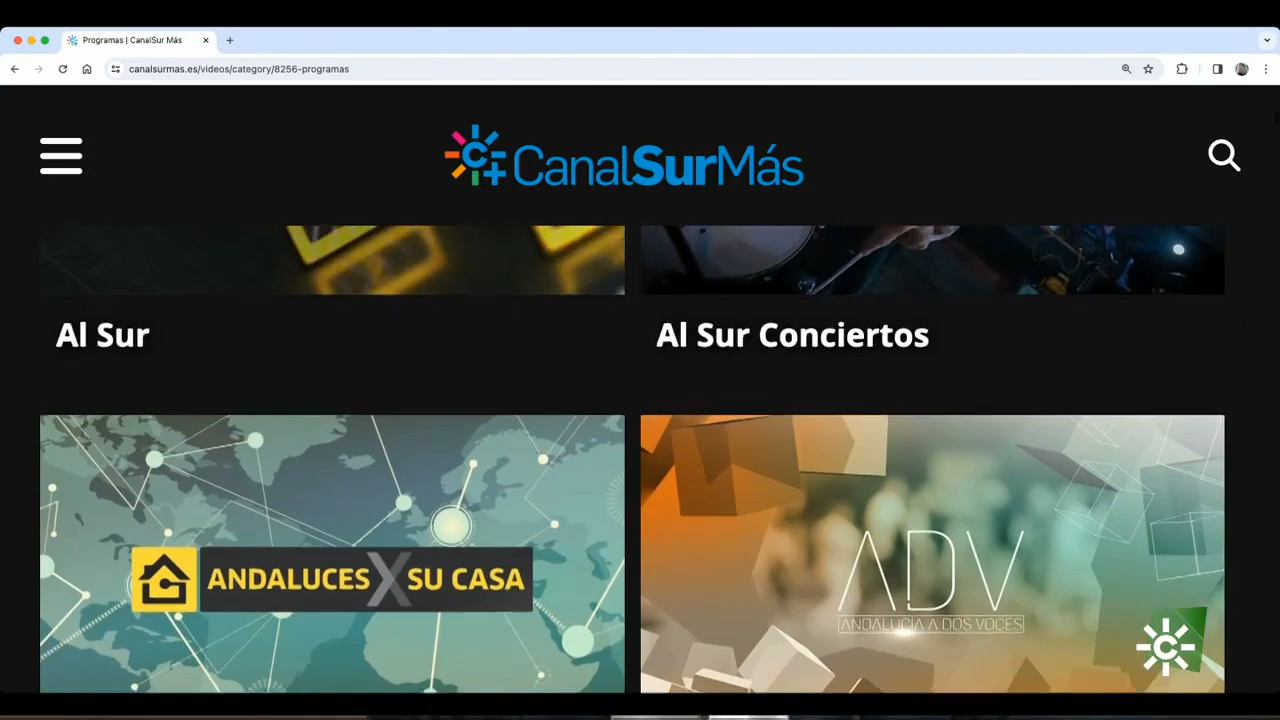 Programas | CanalSur Más
canalsurmas.es/videos/category/8256-programas
CanalSurMás
Al Sur
Al Sur Conciertos
ANDALUCES X SU CASA
ADV
ANDALUCÍA A DOS VOCES